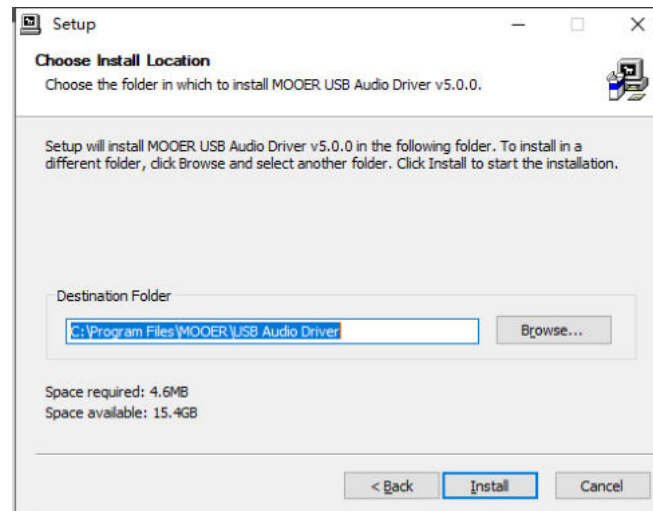 Setup
Choose Install Location
Choose the folder in which to install MOOER USB Audio Driver v5.0.0.
Setup will install MOOER USB Audio Driver v5.0.0 in the following folder. To install in a
different folder, click Browse and select another folder. Click Install to start the installation.
Destination Folder
C:\Program Files\MOOER\USB Audio Driver
Browse...
Space required: 4.6MB
Space available: 15.4GB
< Back
Install
Cancel